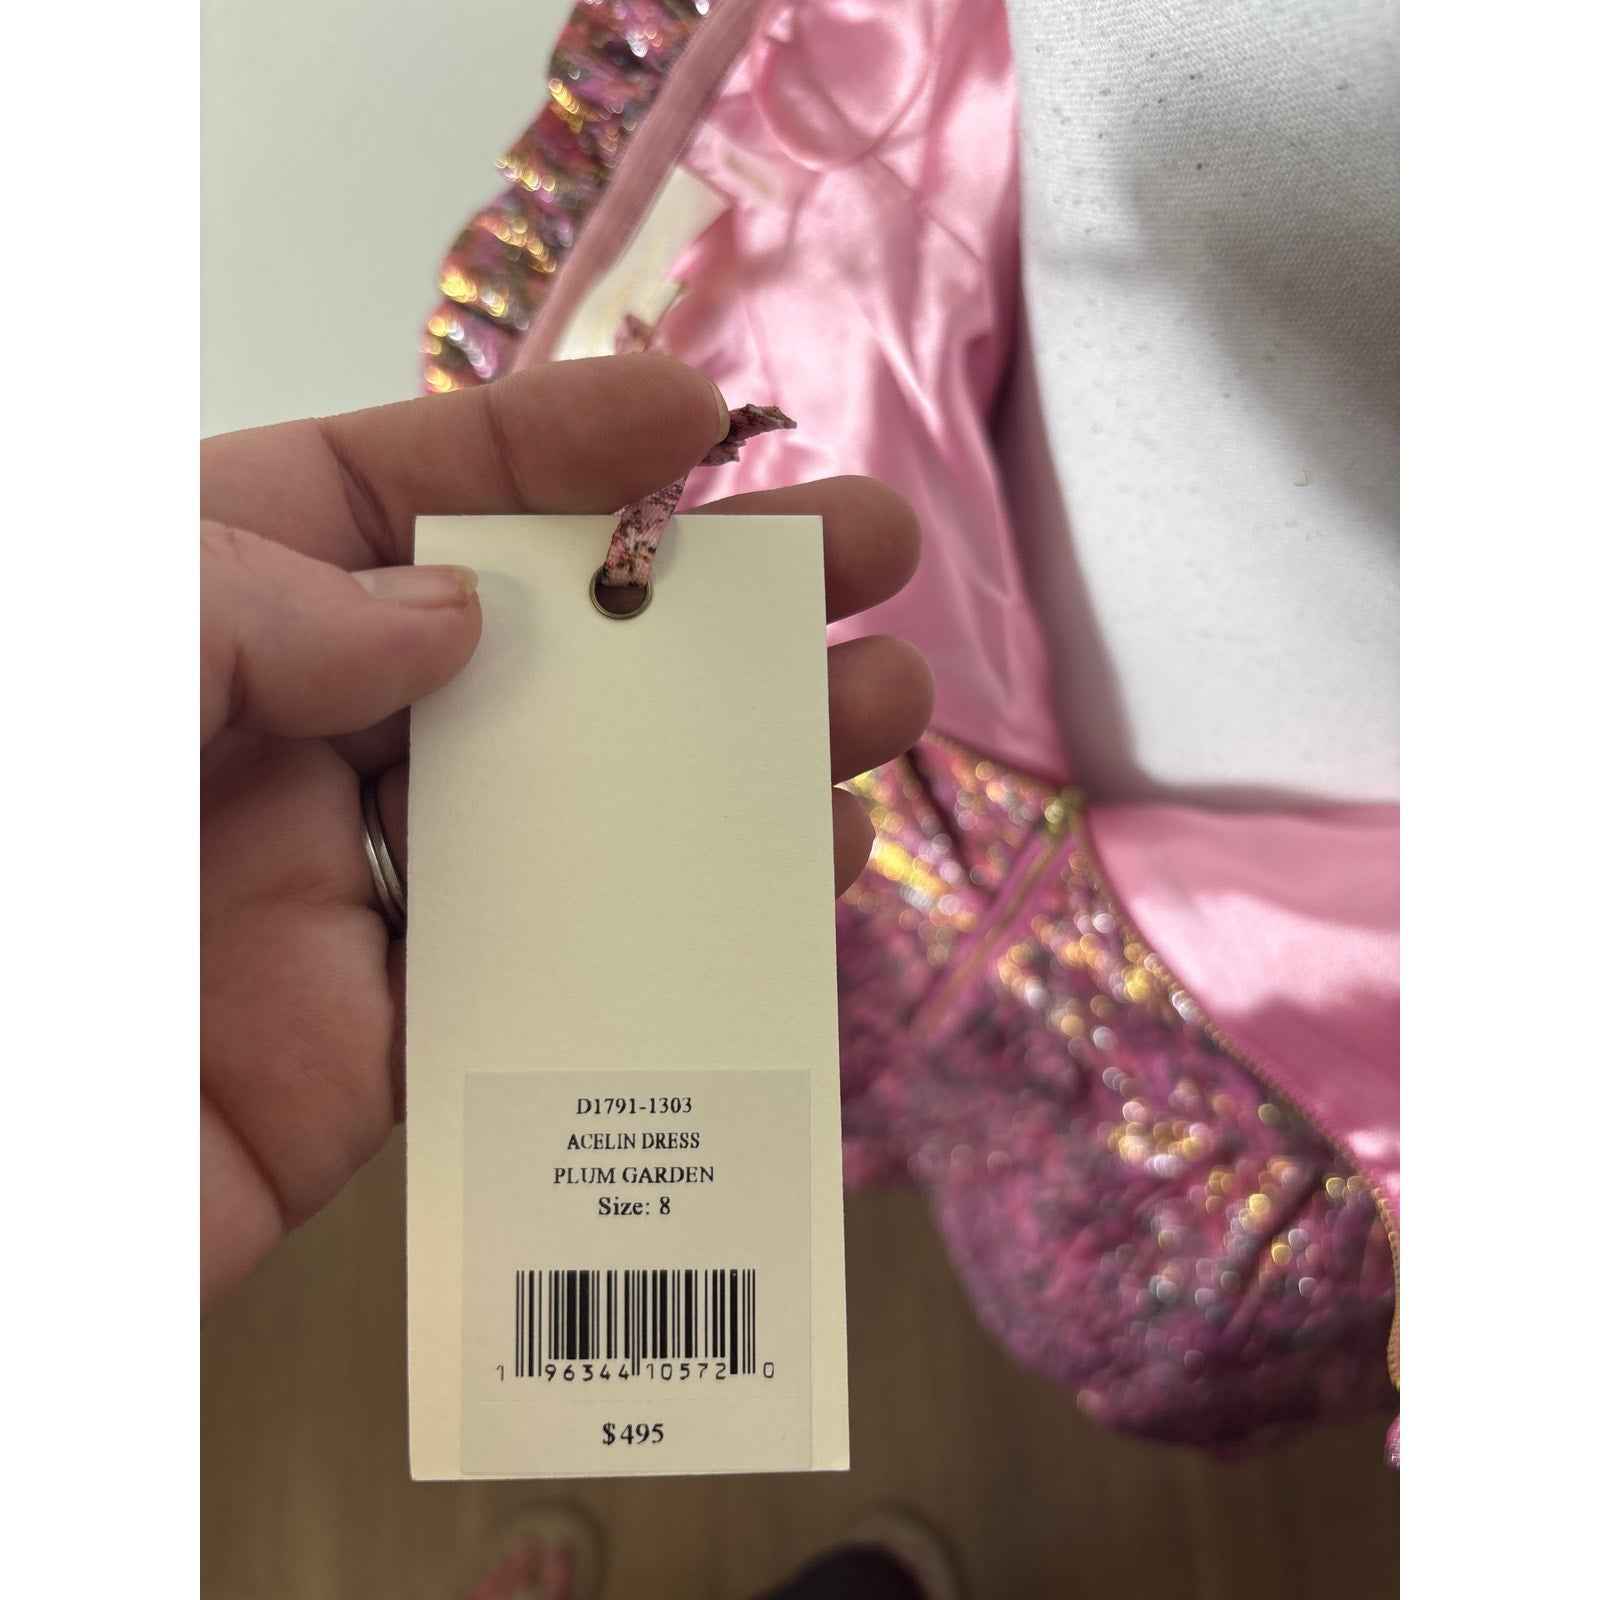 D1791-1303
ACELIN DRESS
PLUM GARDEN
Size: 8
1 96344 10572 0
$495